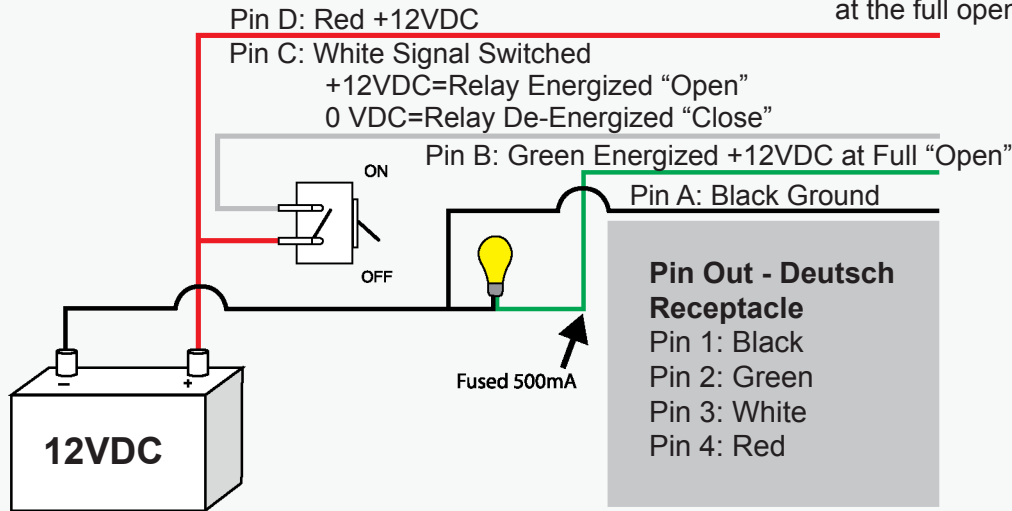 at the full open
Pin D: Red +12VDC
Pin C: White Signal Switched
+12VDC=Relay Energized “Open”
0 VDC=Relay De-Energized “Close”
Pin B: Green Energized +12VDC at Full “Open”
ON
Pin A: Black Ground
OFF
Pin Out - Deutsch
Receptacle
Pin 1: Black
Pin 2: Green
Pin 3: White
Pin 4: Red
Fused 500mA
– +
12VDC